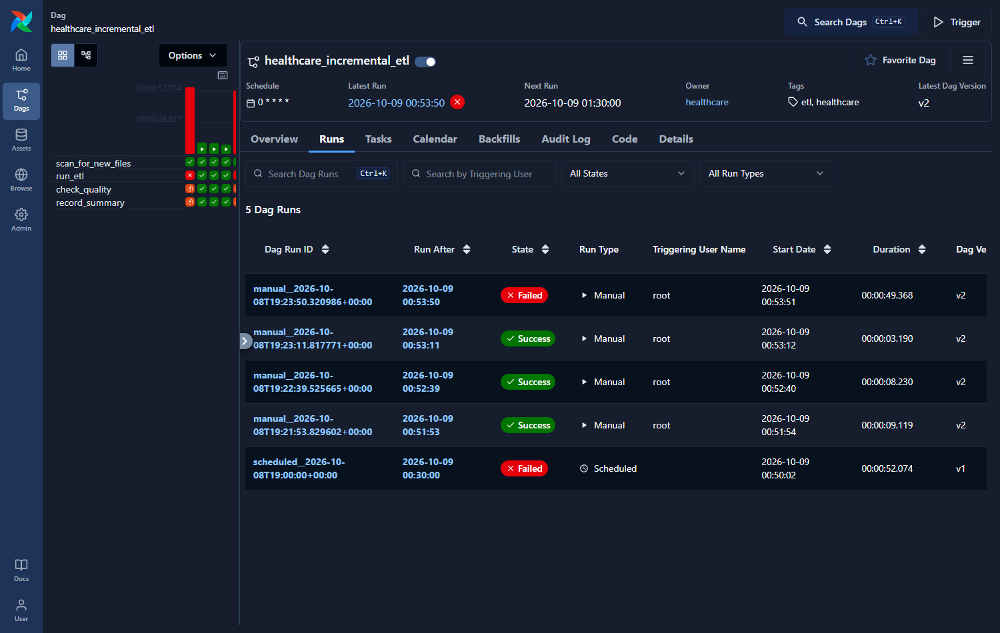 Dag
healthcare_incremental_etl
Search Dags Ctrl+K
Trigger
Home
Dags
Assets
Browse
Admin
Docs
User
Options
00:00:52.074
00:00:26.037
scan_for_new_files
run_etl
check_quality
record_summary
healthcare_incremental_etl
Favorite Dag
Schedule
0 * * * *
Latest Run
2026-10-09 00:53:50
Next Run
2026-10-09 01:30:00
Owner
healthcare
Tags
etl, healthcare
Latest Dag Version
v2
Overview Runs Tasks Calendar Backfills Audit Log Code Details
Search Dag Runs Ctrl+K
Search by Triggering User
All States
All Run Types
5 Dag Runs
Dag Run ID Run After State Run Type Triggering User Name Start Date Duration Dag Ve
manual__2026-10-
08T19:23:50.320986+00:00
2026-10-09
00:53:50
Failed
Manual
root
2026-10-09
00:53:51
00:00:49.368
v2
manual__2026-10-
08T19:23:11.817771+00:00
2026-10-09
00:53:11
Success
Manual
root
2026-10-09
00:53:12
00:00:03.190
v2
manual__2026-10-
08T19:22:39.525665+00:00
2026-10-09
00:52:39
Success
Manual
root
2026-10-09
00:52:40
00:00:08.230
v2
manual__2026-10-
08T19:21:53.829602+00:00
2026-10-09
00:51:53
Success
Manual
root
2026-10-09
00:51:54
00:00:09.119
v2
scheduled__2026-10-
08T19:00:00+00:00
2026-10-09
00:30:00
Failed
Scheduled
2026-10-09
00:50:02
00:00:52.074
v1